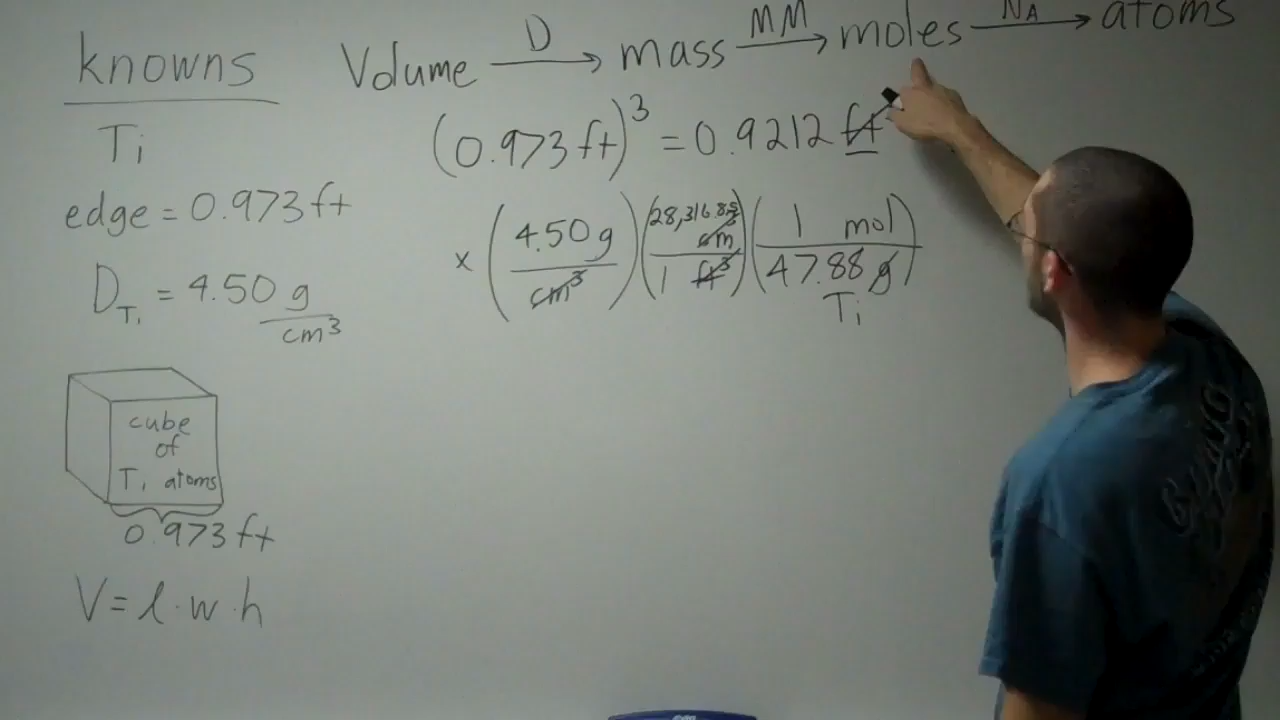 knowns
Volume —D→ mass —MM→ moles —NA→ atoms
Ti
(0.973 ft)³ = 0.9212 ft³
edge = 0.973 ft
× (4.50 g / cm³) (28,316.85 cm³ / 1 ft³) (1 mol / 47.88 g)
Ti
DTi = 4.50 g / cm³
cube
of
Ti atoms
0.973 ft
V = l · w · h